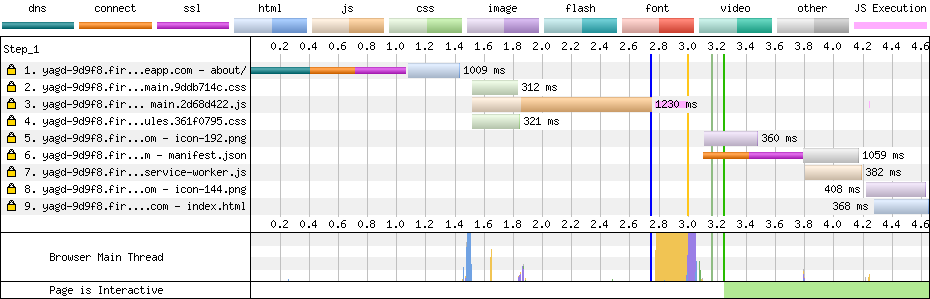 dns connect ssl html js css image flash font video other JS Execution
Step_1 0.2 0.4 0.6 0.8 1.0 1.2 1.4 1.6 1.8 2.0 2.2 2.4 2.6 2.8 3.0 3.2 3.4 3.6 3.8 4.0 4.2 4.4 4.6
1. yagd-9d9f8.fir...eapp.com - about/ 1009 ms
2. yagd-9d9f8.fir...main.9ddb714c.css 312 ms
3. yagd-9d9f8.fir... main.2d68d422.js 1230 ms
4. yagd-9d9f8.fir...ules.361f0795.css 321 ms
5. yagd-9d9f8.fir...om - icon-192.png 360 ms
6. yagd-9d9f8.fir...m - manifest.json 1059 ms
7. yagd-9d9f8.fir...service-worker.js 382 ms
8. yagd-9d9f8.fir...om - icon-144.png 408 ms
9. yagd-9d9f8.fir....com - index.html 368 ms
0.2 0.4 0.6 0.8 1.0 1.2 1.4 1.6 1.8 2.0 2.2 2.4 2.6 2.8 3.0 3.2 3.4 3.6 3.8 4.0 4.2 4.4 4.6
Browser Main Thread
Page is Interactive